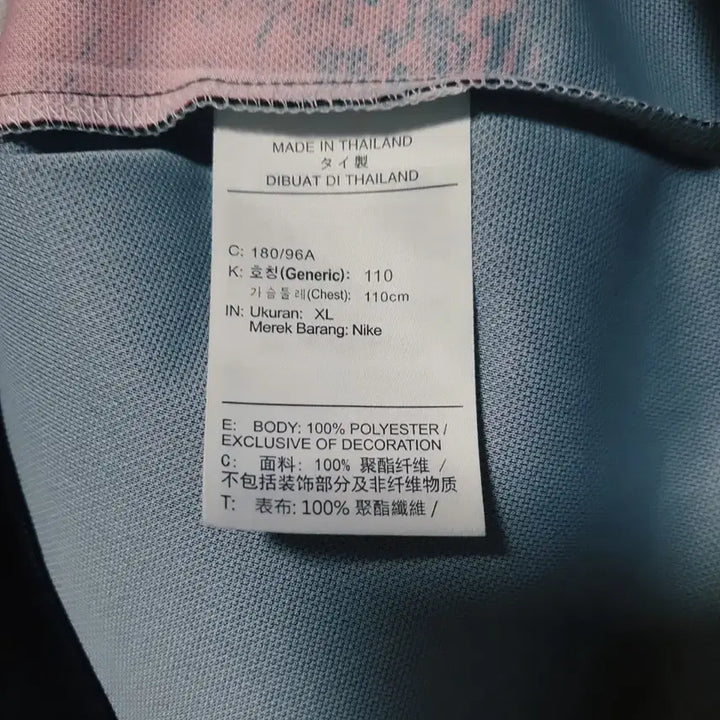 MADE IN THAILAND
タイ製
DIBUAT DI THAILAND
C: 180/96A
K: 호칭(Generic): 110
가슴둘레(Chest): 110cm
IN: Ukuran: XL
Merek Barang: Nike
E: BODY: 100% POLYESTER /
EXCLUSIVE OF DECORATION
C: 面料: 100% 聚酯纤维 /
不包括装饰部分及非纤维物质
T: 表布: 100% 聚酯纖維 /